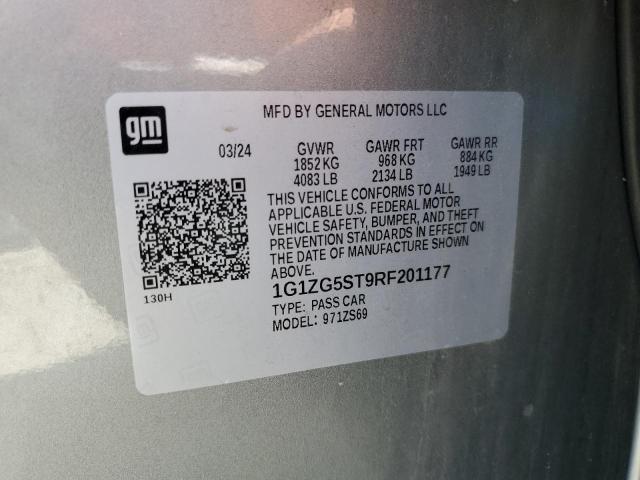 gm
MFD BY GENERAL MOTORS LLC
03/24 GVWR GAWR FRT GAWR RR
1852 KG 968 KG 884 KG
4083 LB 2134 LB 1949 LB
THIS VEHICLE CONFORMS TO ALL
APPLICABLE U.S. FEDERAL MOTOR
VEHICLE SAFETY, BUMPER, AND THEFT
PREVENTION STANDARDS IN EFFECT ON
THE DATE OF MANUFACTURE SHOWN
ABOVE.
130H
1G1ZG5ST9RF201177
TYPE: PASS CAR
MODEL: 971ZS69